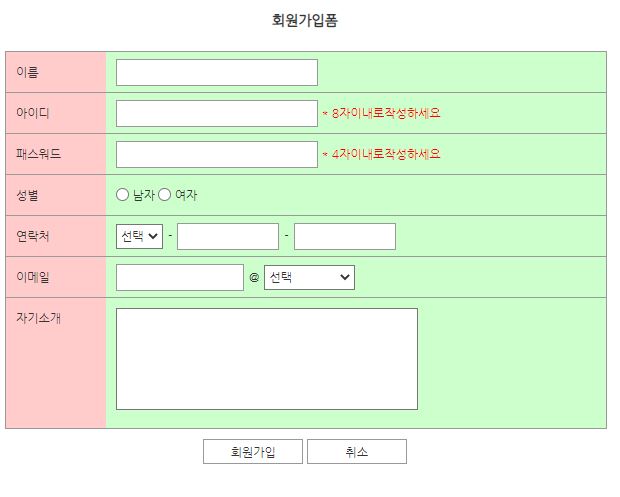 회원가입폼
이름
아이디 * 8자이내로작성하세요
패스워드 * 4자이내로작성하세요
성별 남자 여자
연락처 선택 - -
이메일 @ 선택
자기소개
회원가입 취소